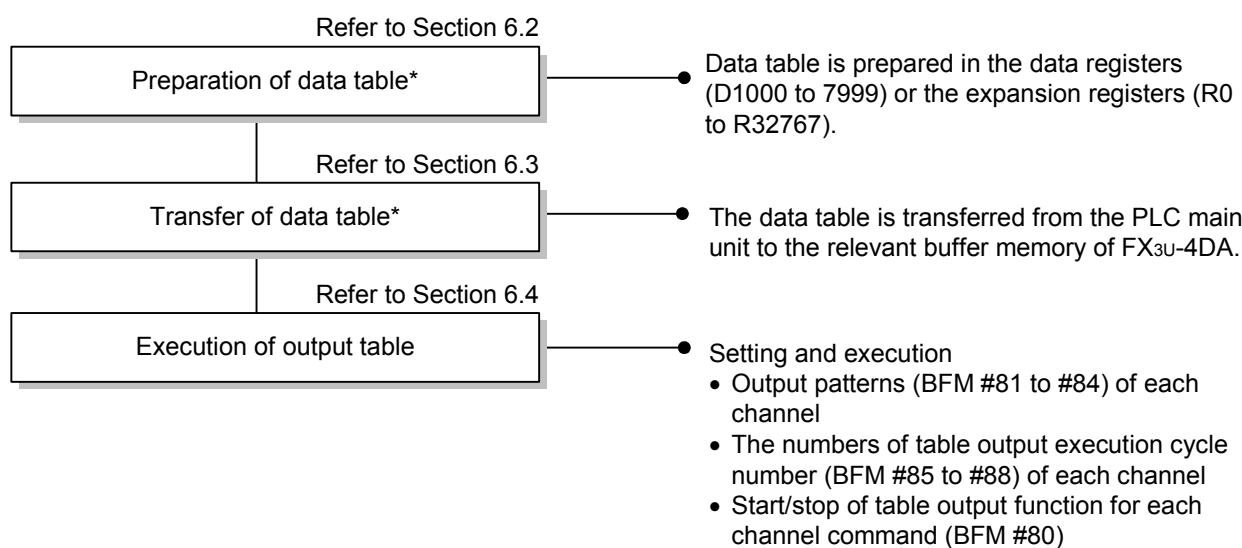 Refer to Section 6.2
Preparation of data table*
Data table is prepared in the data registers
(D1000 to 7999) or the expansion registers (R0
to R32767).
Refer to Section 6.3
Transfer of data table*
The data table is transferred from the PLC main
unit to the relevant buffer memory of FX3U-4DA.
Refer to Section 6.4
Execution of output table
Setting and execution
• Output patterns (BFM #81 to #84) of each
channel
• The numbers of table output execution cycle
number (BFM #85 to #88) of each channel
• Start/stop of table output function for each
channel command (BFM #80)